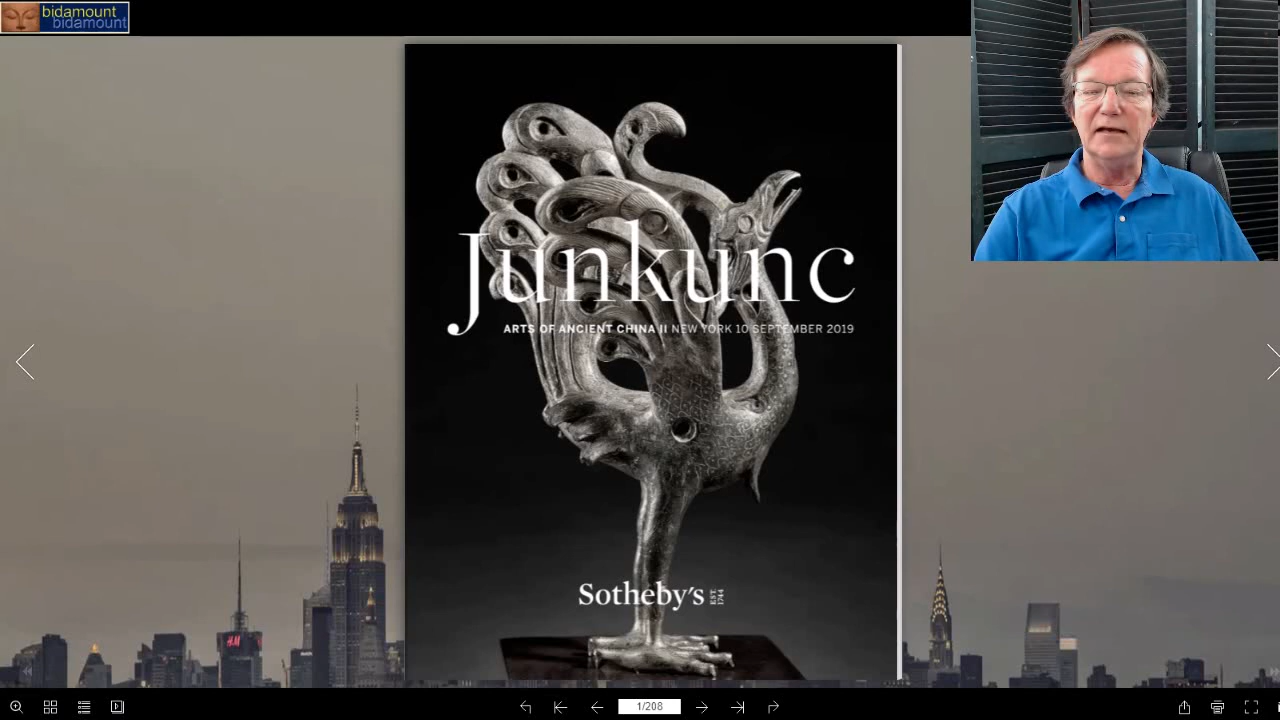 bidamount
bidamount
Junkunc
ARTS OF ANCIENT CHINA II NEW YORK 10 SEPTEMBER 2019
Sotheby's EST. 1744
H&M
1/208